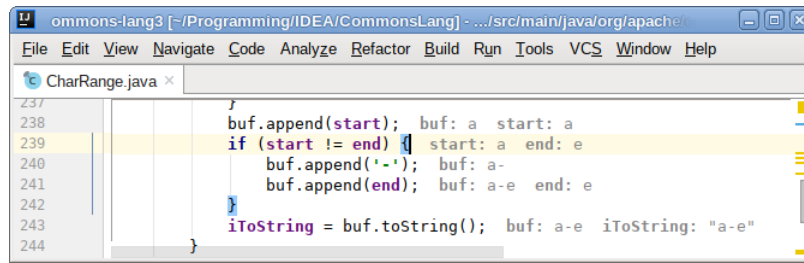 ommons-lang3 [~/Programming/IDEA/CommonsLang] - .../src/main/java/org/apache/
File Edit View Navigate Code Analyze Refactor Build Run Tools VCS Window Help
CharRange.java
237 }
238 buf.append(start); buf: a start: a
239 if (start != end) { start: a end: e
240 buf.append('-'); buf: a-
241 buf.append(end); buf: a-e end: e
242 }
243 iToString = buf.toString(); buf: a-e iToString: "a-e"
244 }